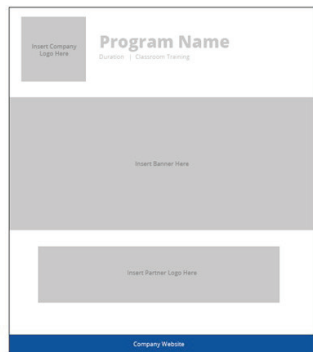 Insert Company
Logo Here
Program Name
Duration | Classroom Training
Insert Banner Here
Insert Partner Logo Here
Company Website